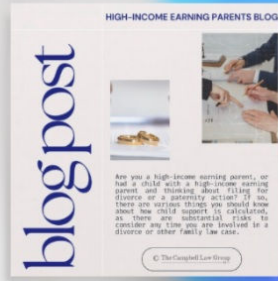 HIGH-INCOME EARNING PARENTS BLOG
blog post
Are you a high-income earning parent, or
had a child with a high-income earning
parent and thinking about filing for
divorce or a paternity action? If so,
there are various things you should know
about how child support is calculated,
as there are substantial risks to
consider any time you are involved in a
divorce or other family law case.
© The Campbell Law Group